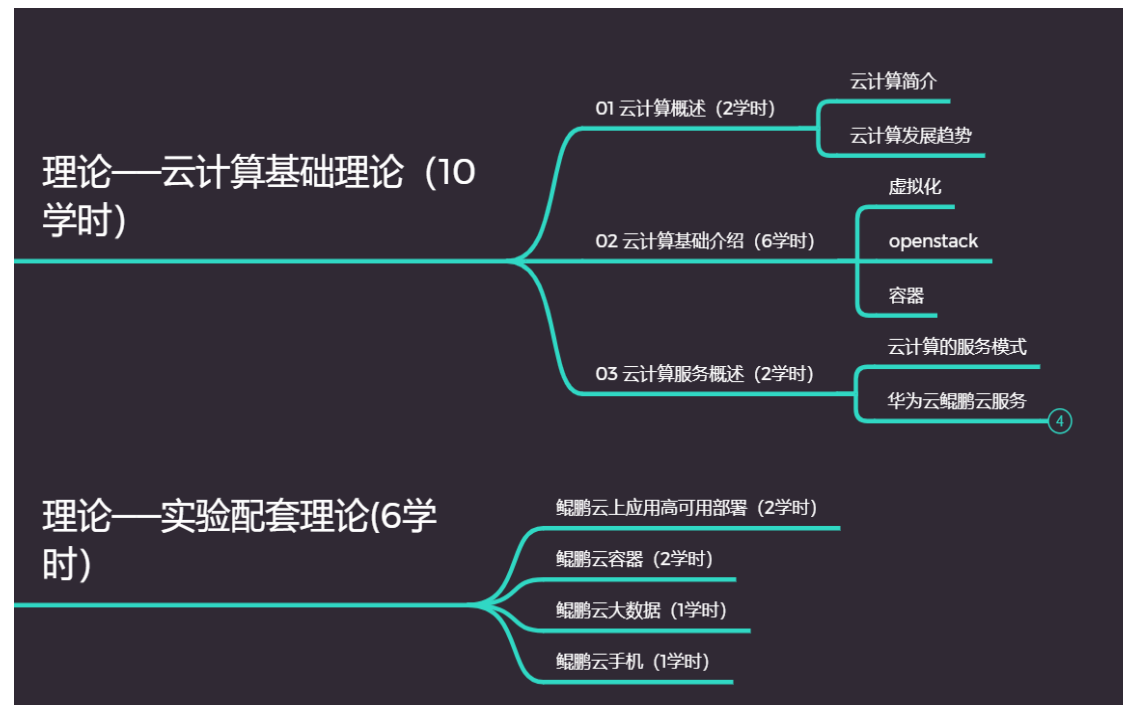 理论——云计算基础理论（10
学时）
01 云计算概述（2学时）
云计算简介
云计算发展趋势
02 云计算基础介绍（6学时）
虚拟化
openstack
容器
03 云计算服务概述（2学时）
云计算的服务模式
华为云鲲鹏云服务
4
理论——实验配套理论(6学
时）
鲲鹏云上应用高可用部署（2学时）
鲲鹏云容器（2学时）
鲲鹏云大数据（1学时）
鲲鹏云手机（1学时）